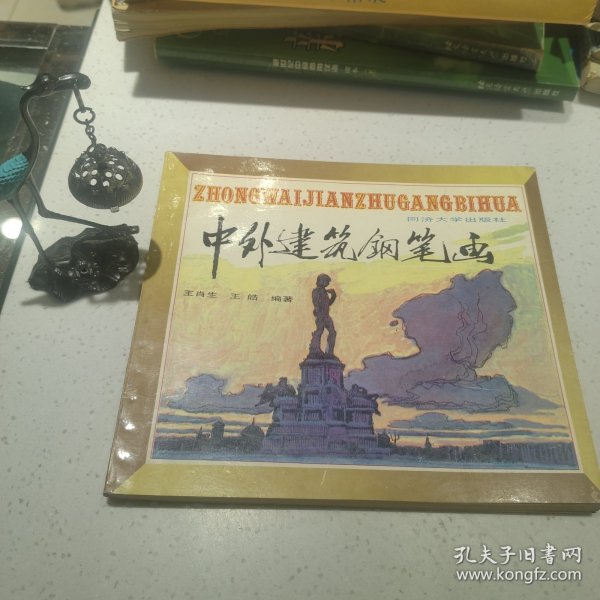 ZHONGWAIJIANZHUGANGBIHUA
同济大学出版社
中外建筑钢笔画
王肖生 王皓 编著
孔夫子旧书网
www.kongfz.com